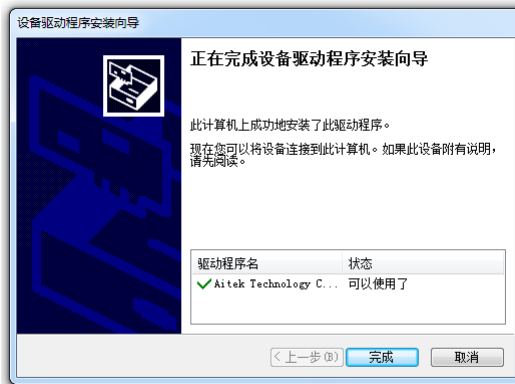 设备驱动程序安装向导
正在完成设备驱动程序安装向导
此计算机上成功地安装了此驱动程序。
现在您可以将设备连接到此计算机。如果此设备附有说明，
请先阅读。
驱动程序名 状态
Aitek Technology C... 可以使用了
<上一步(B) 完成 取消